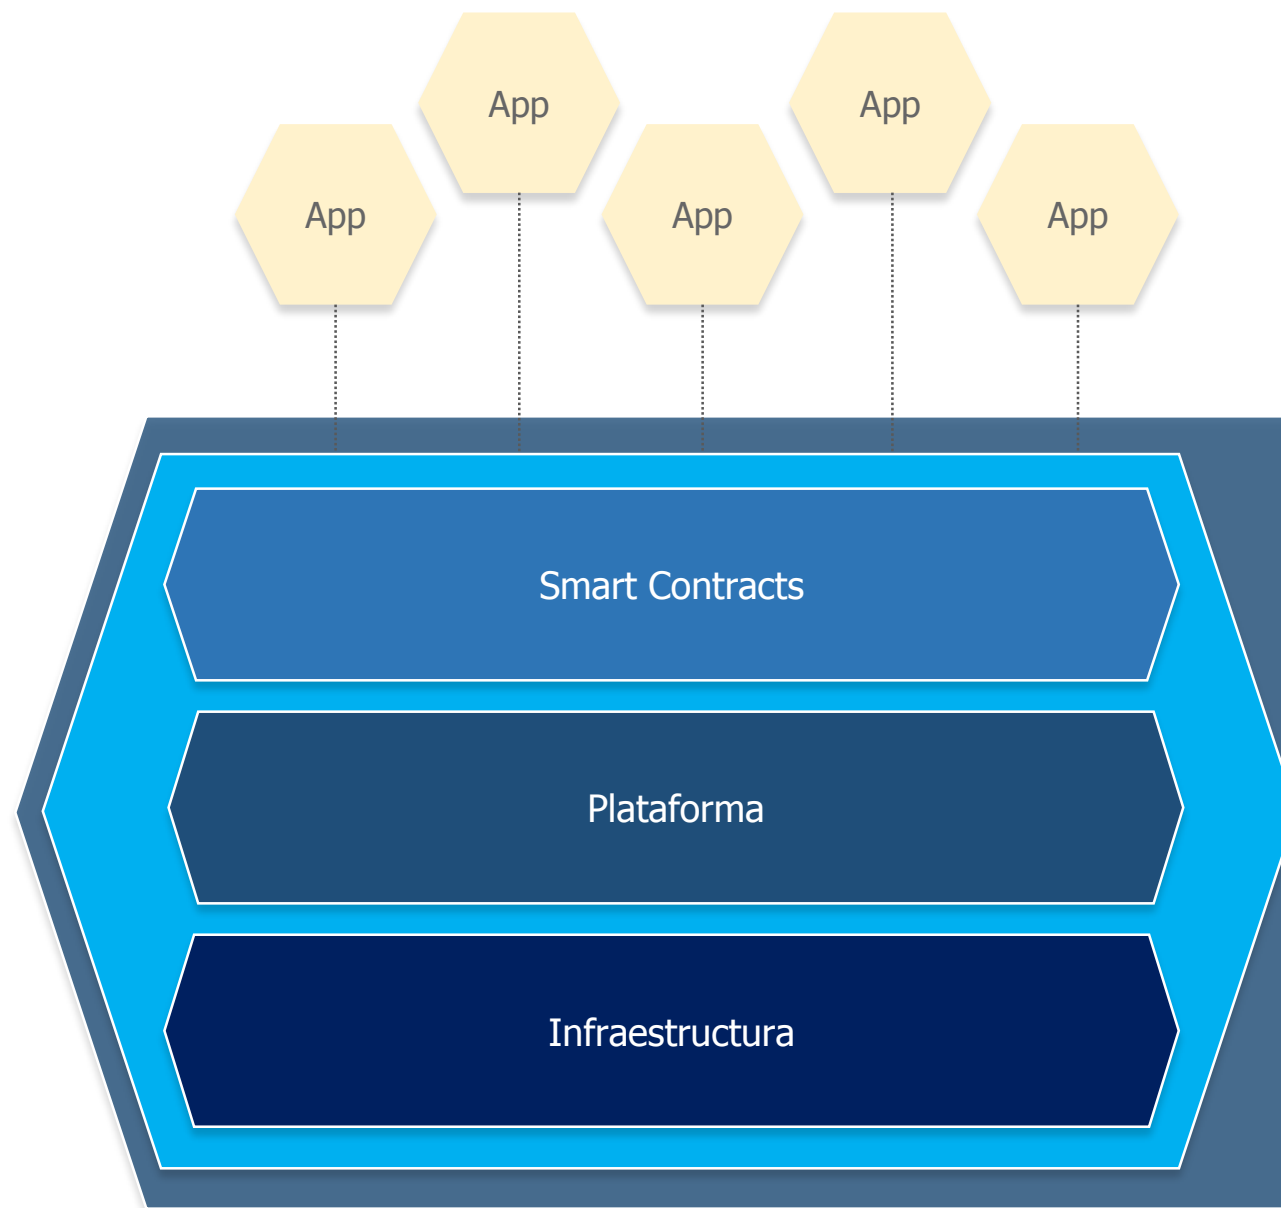 App
App
App
App
App
Smart Contracts
Plataforma
Infraestructura